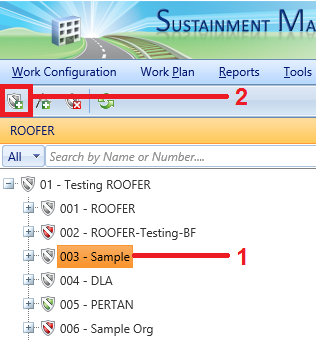 SUSTAINMENT MA
Work Configuration Work Plan Reports Tools
2
ROOFER
All Search by Name or Number....
01 - Testing ROOFER
001 - ROOFER
002 - ROOFER-Testing-BF
003 - Sample 1
004 - DLA
005 - PERTAN
006 - Sample Org